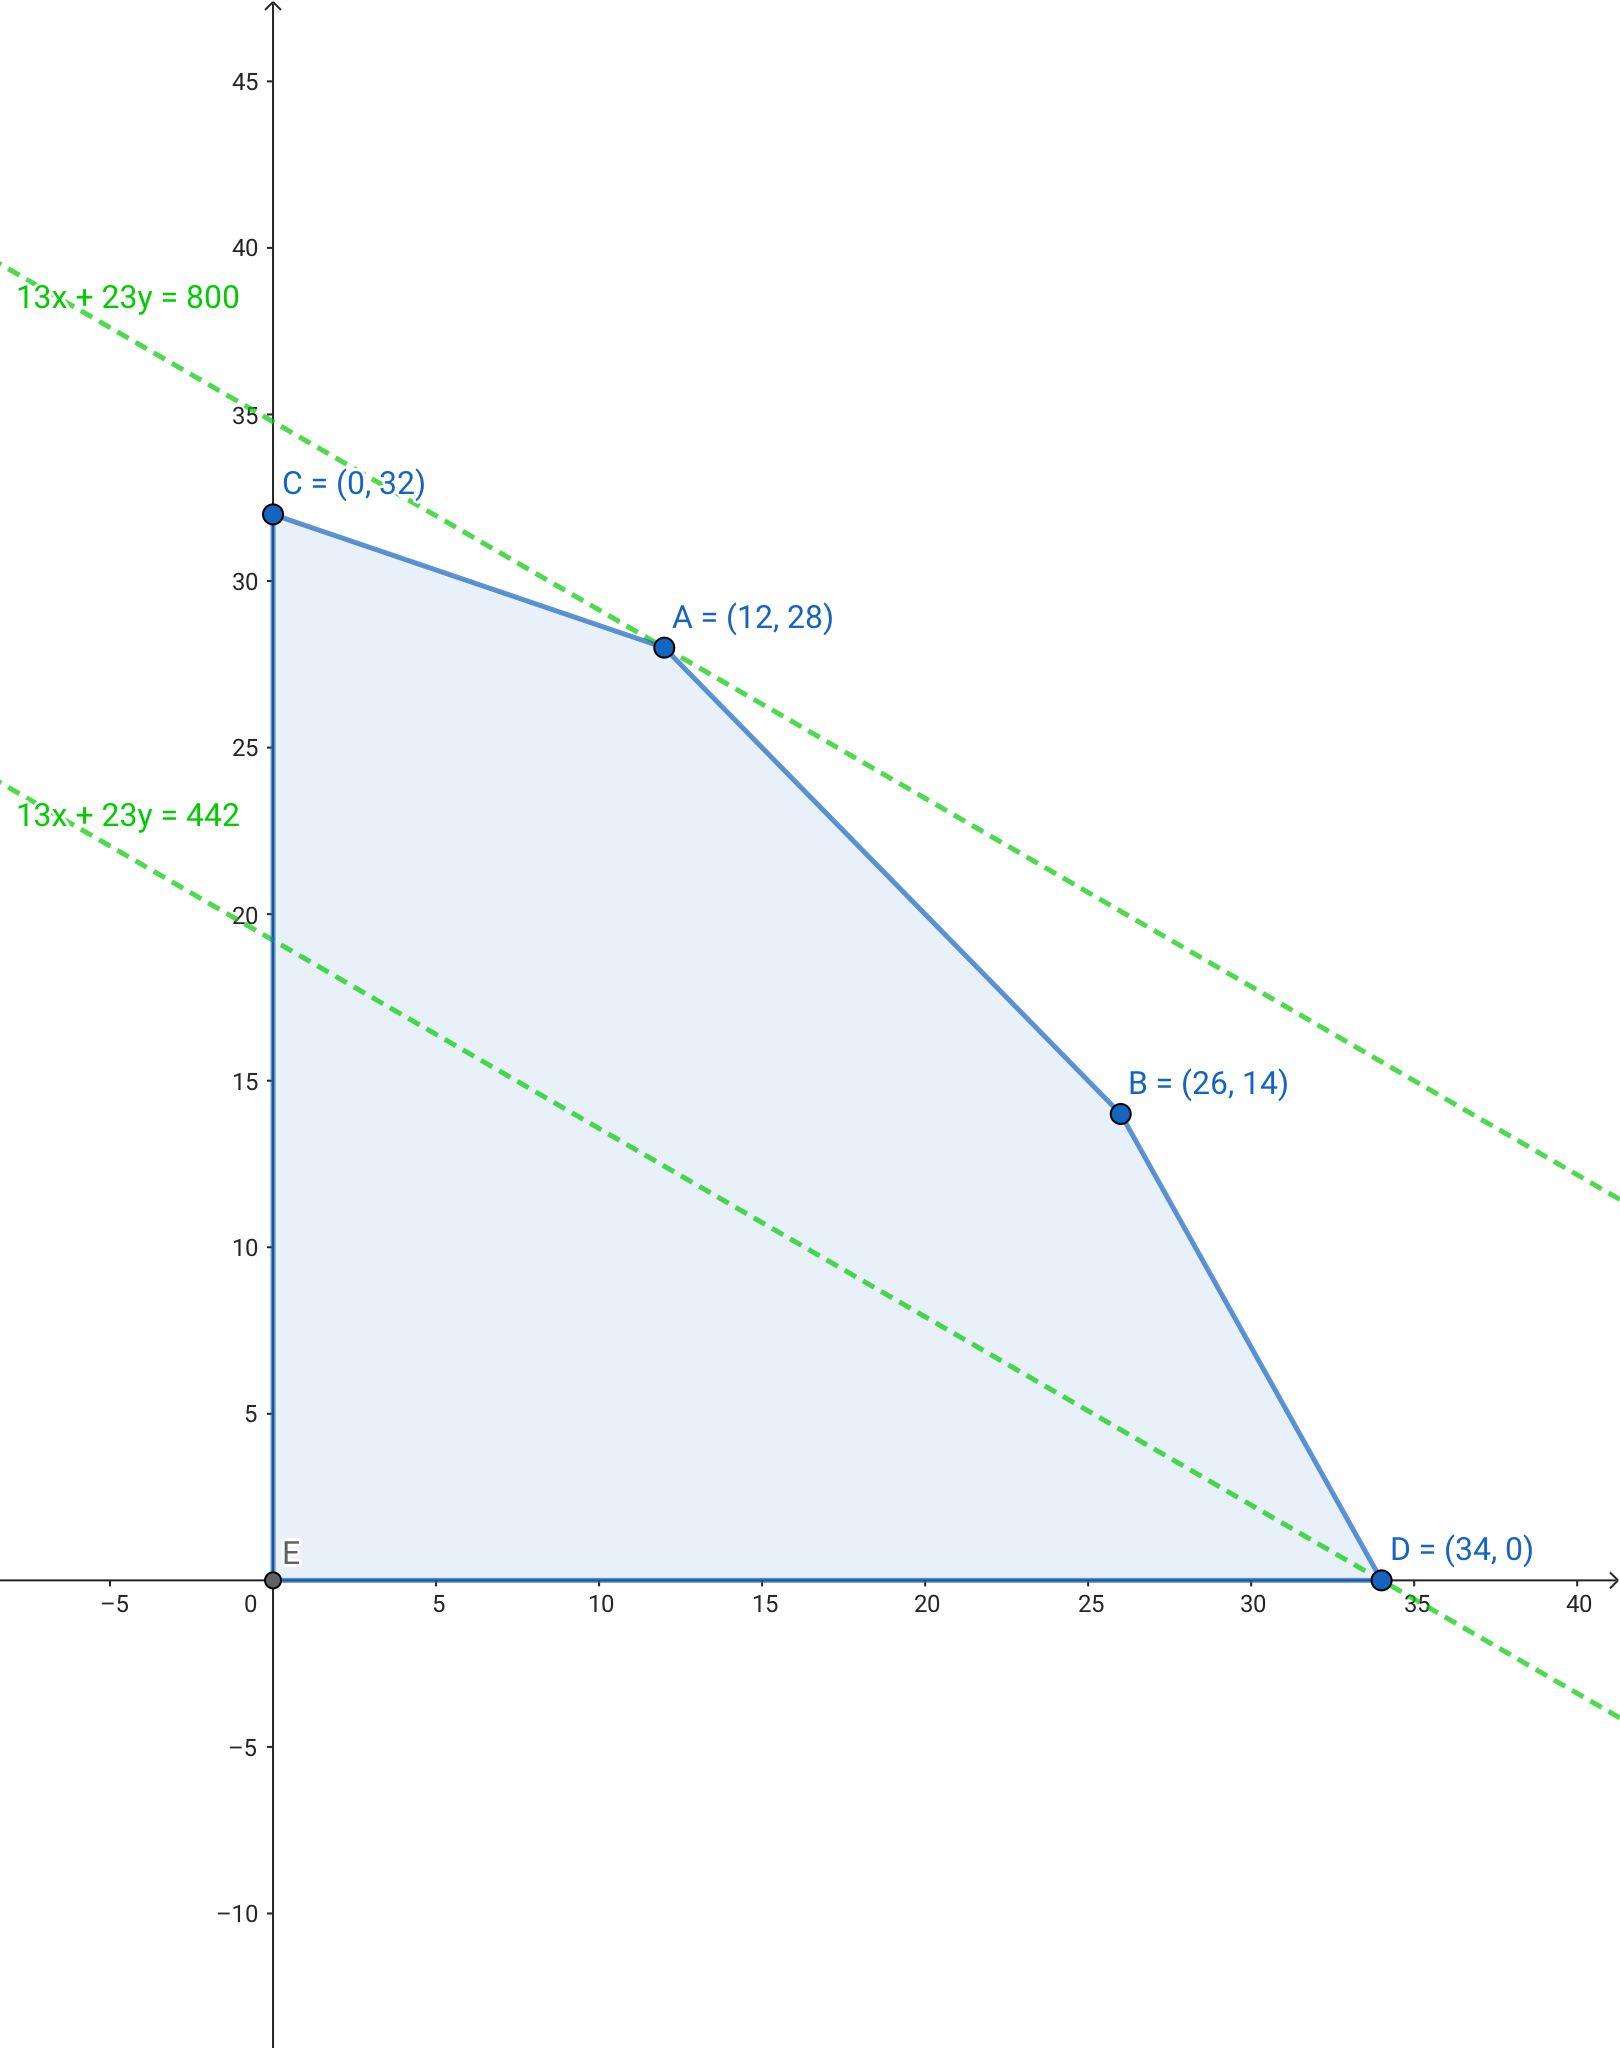 45
40
13x + 23y = 800
35
C = (0, 32)
30
A = (12, 28)
25
13x + 23y = 442
20
15
B = (26, 14)
10
5
E
D = (34, 0)
−5 0 5 10 15 20 25 30 35 40
−5
−10